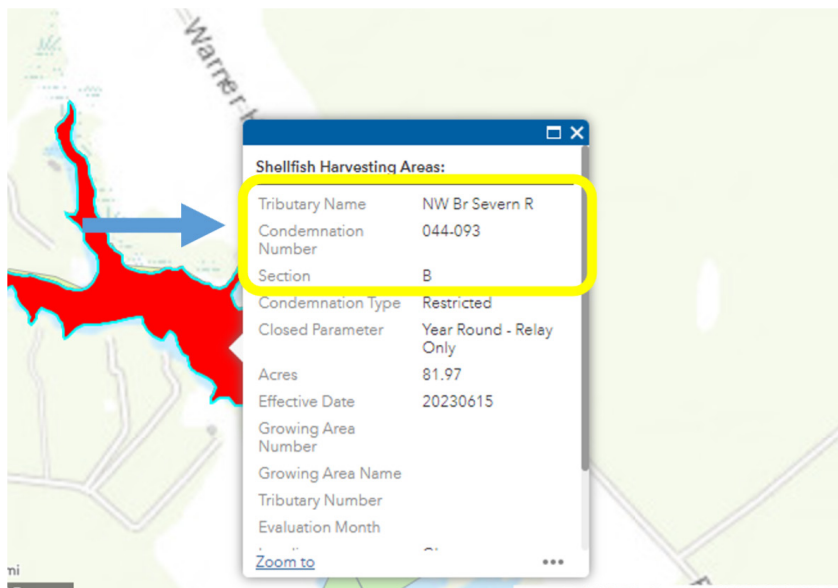 Warner
Shellfish Harvesting Areas:
Tributary Name NW Br Severn R
Condemnation Number 044-093
Section B
Condemnation Type Restricted
Closed Parameter Year Round - Relay Only
Acres 81.97
Effective Date 20230615
Growing Area Number
Growing Area Name
Tributary Number
Evaluation Month
Zoom to
mi